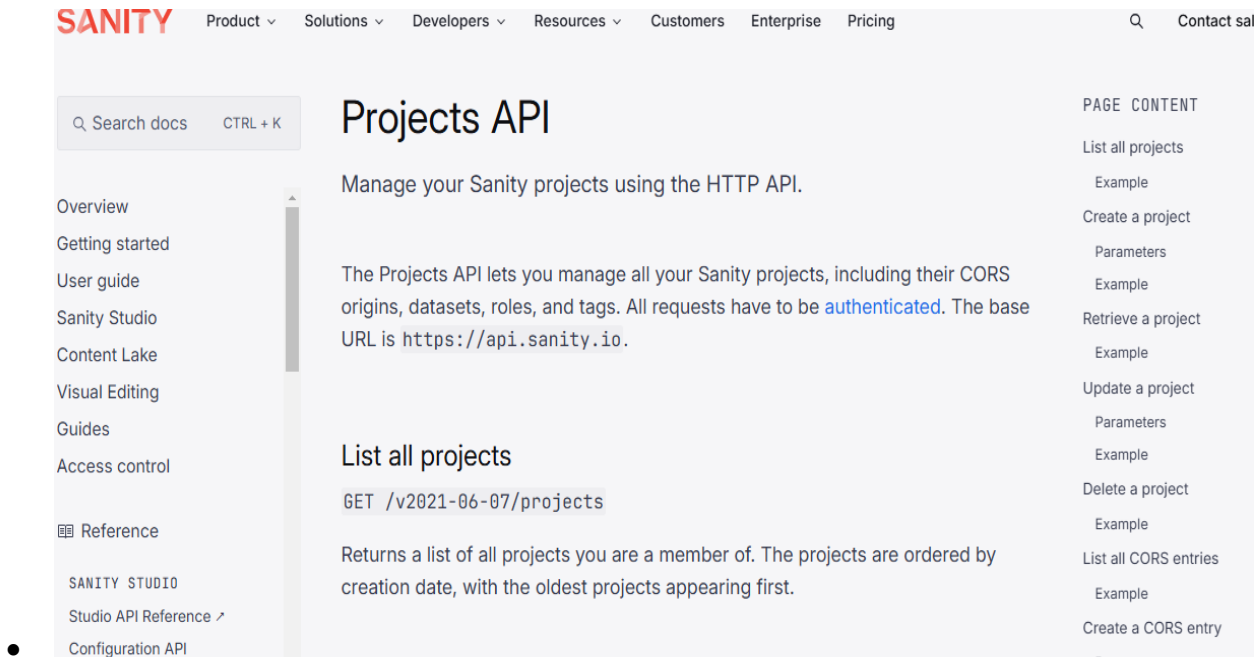 SANITY Product Solutions Developers Resources Customers Enterprise Pricing Contact sal
Search docs CTRL + K
Overview
Getting started
User guide
Sanity Studio
Content Lake
Visual Editing
Guides
Access control
Reference
SANITY STUDIO
Studio API Reference ↗
Configuration API
Projects API
Manage your Sanity projects using the HTTP API.
The Projects API lets you manage all your Sanity projects, including their CORS
origins, datasets, roles, and tags. All requests have to be authenticated. The base
URL is https://api.sanity.io.
List all projects
GET /v2021-06-07/projects
Returns a list of all projects you are a member of. The projects are ordered by
creation date, with the oldest projects appearing first.
PAGE CONTENT
List all projects
Example
Create a project
Parameters
Example
Retrieve a project
Example
Update a project
Parameters
Example
Delete a project
Example
List all CORS entries
Example
Create a CORS entry